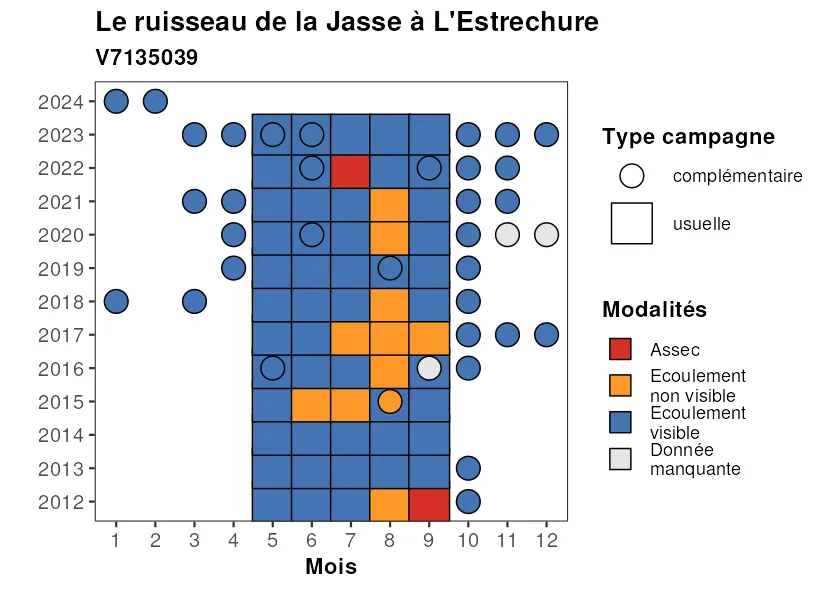 Le ruisseau de la Jasse à L'Estrechure
V7135039
2024
2023
2022
2021
2020
2019
2018
2017
2016
2015
2014
2013
2012
1 2 3 4 5 6 7 8 9 10 11 12
Mois
Type campagne
complémentaire
usuelle
Modalités
Assec
Ecoulement
non visible
Ecoulement
visible
Donnée
manquante